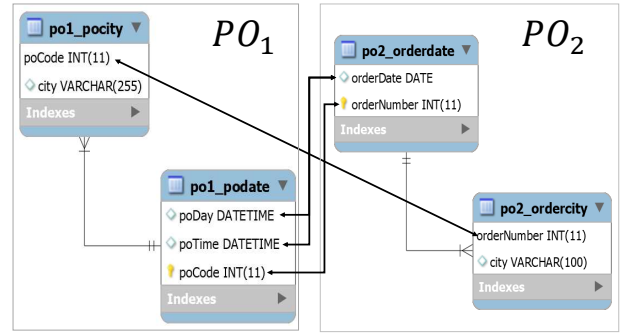 PO1
po1_pocity
poCode INT(11)
city VARCHAR(255)
Indexes
po1_podate
poDay DATETIME
poTime DATETIME
poCode INT(11)
Indexes
PO2
po2_orderdate
orderDate DATE
orderNumber INT(11)
Indexes
po2_ordercity
orderNumber INT(11)
city VARCHAR(100)
Indexes